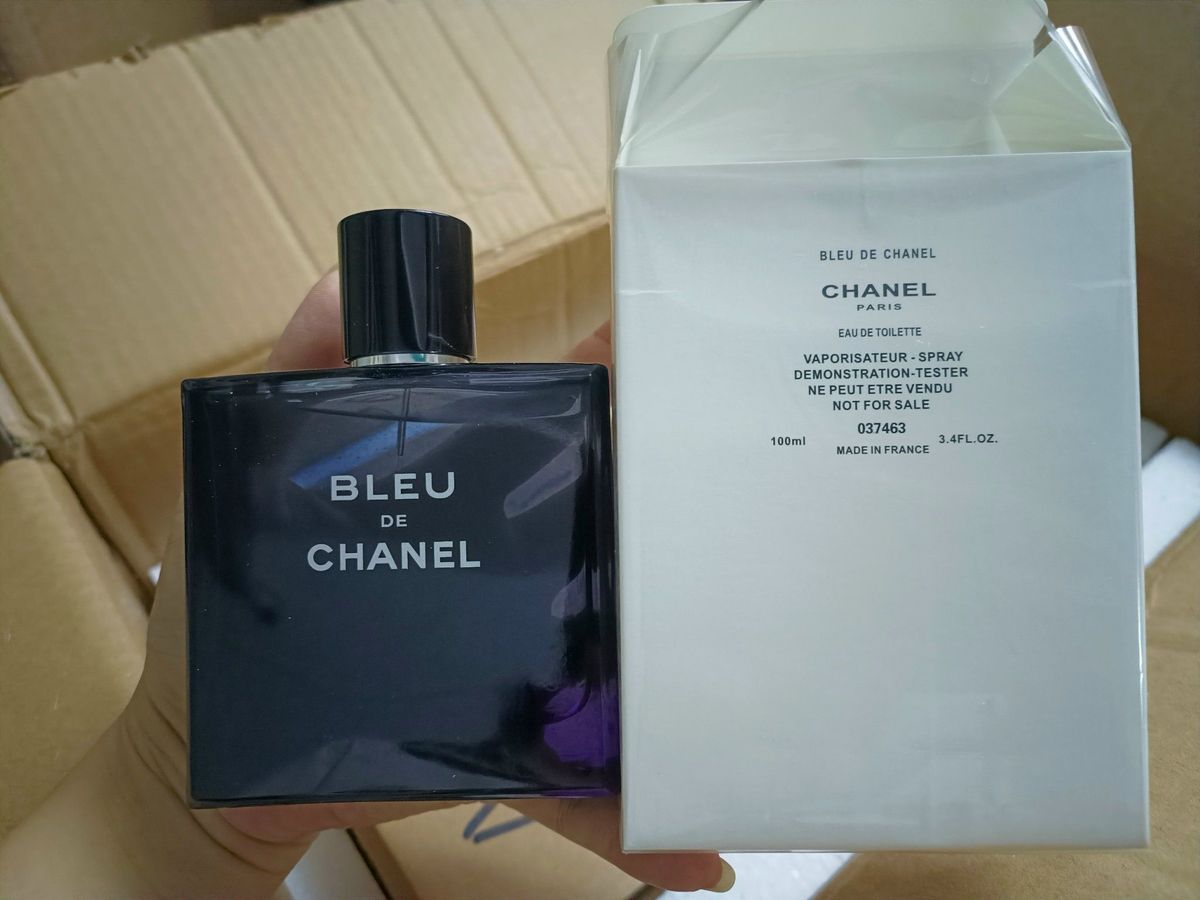 BLEU
DE
CHANEL
BLEU DE CHANEL
CHANEL
PARIS
EAU DE TOILETTE
VAPORISATEUR - SPRAY
DEMONSTRATION-TESTER
NE PEUT ETRE VENDU
NOT FOR SALE
037463
100ml 3.4FL.OZ.
MADE IN FRANCE